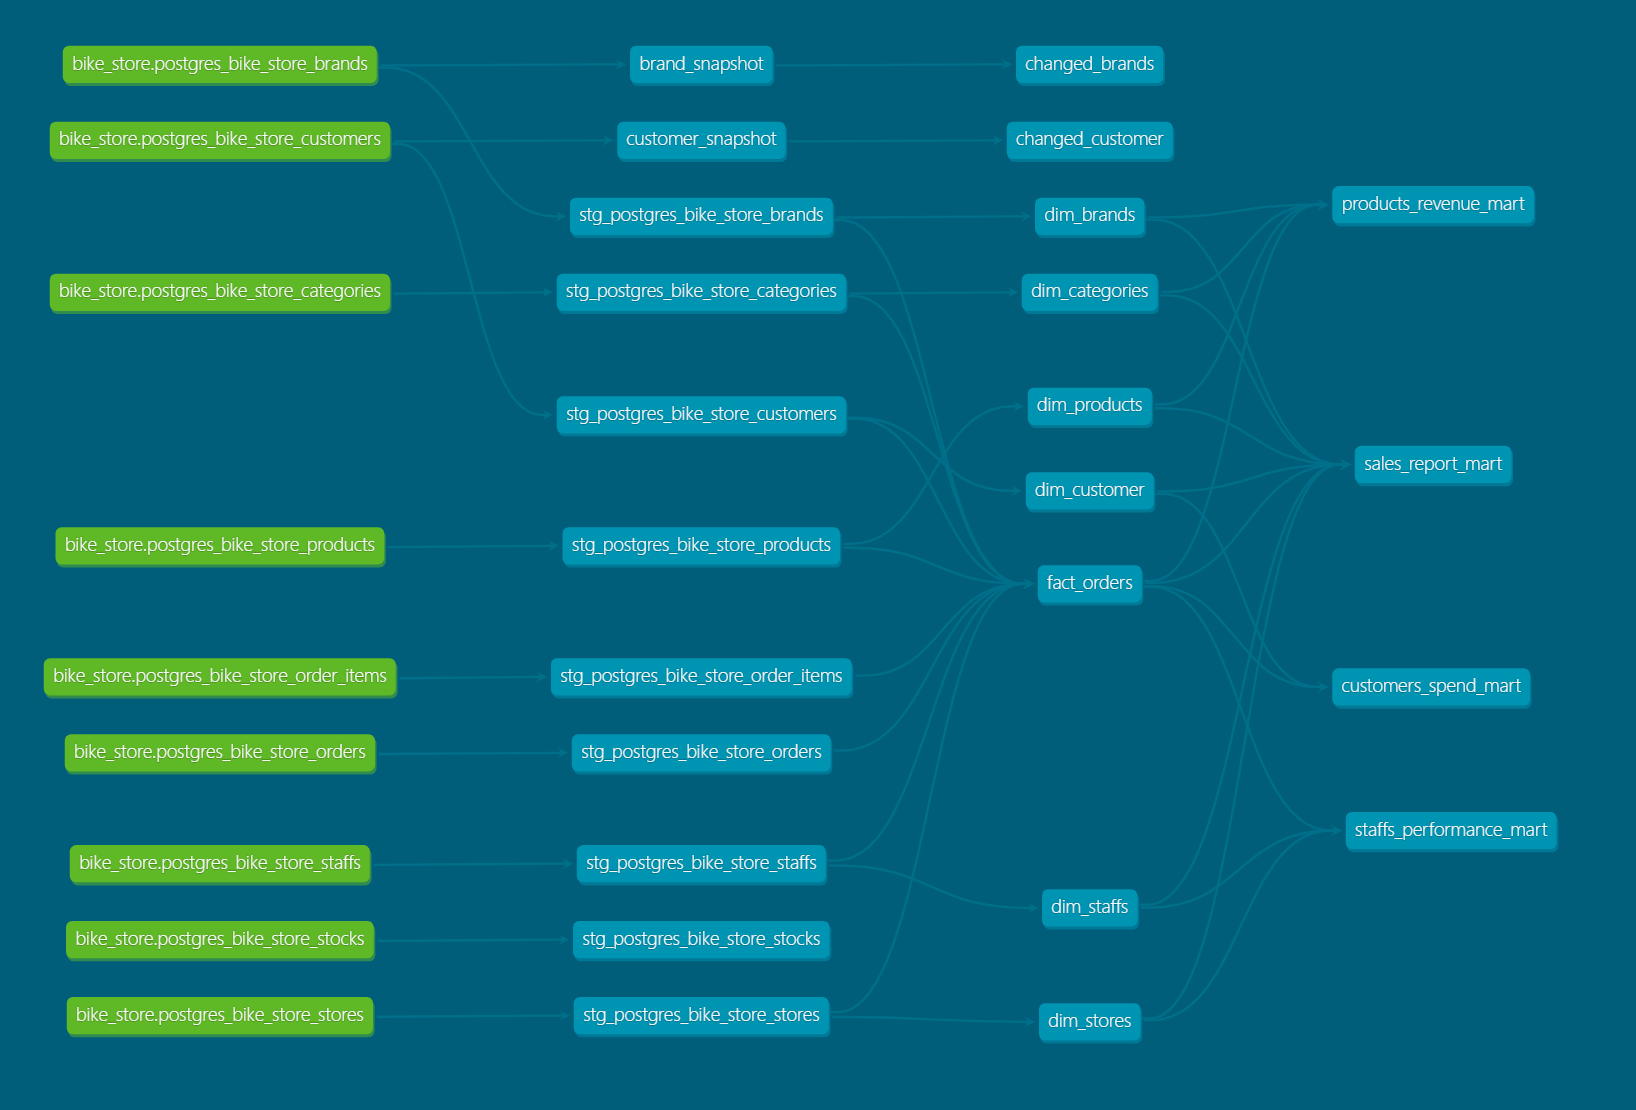 bike_store.postgres_bike_store_brands
brand_snapshot
changed_brands
bike_store.postgres_bike_store_customers
customer_snapshot
changed_customer
products_revenue_mart
stg_postgres_bike_store_brands
dim_brands
bike_store.postgres_bike_store_categories
stg_postgres_bike_store_categories
dim_categories
stg_postgres_bike_store_customers
dim_products
sales_report_mart
dim_customer
bike_store.postgres_bike_store_products
stg_postgres_bike_store_products
fact_orders
bike_store.postgres_bike_store_order_items
stg_postgres_bike_store_order_items
customers_spend_mart
bike_store.postgres_bike_store_orders
stg_postgres_bike_store_orders
staffs_performance_mart
bike_store.postgres_bike_store_staffs
stg_postgres_bike_store_staffs
dim_staffs
bike_store.postgres_bike_store_stocks
stg_postgres_bike_store_stocks
bike_store.postgres_bike_store_stores
stg_postgres_bike_store_stores
dim_stores